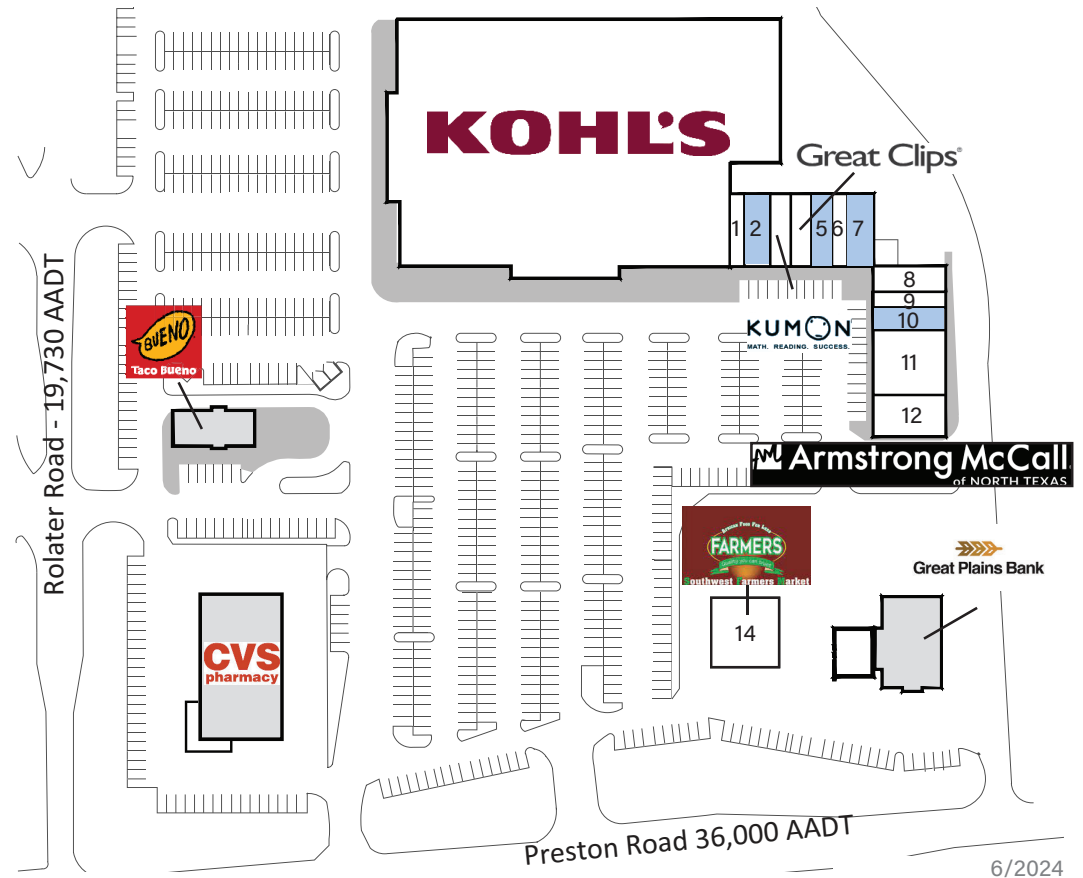 KOHL'S
Great Clips®
1 2 5 6 7
8
9
10
11
12
KUMON
MATH. READING. SUCCESS.
BUENO
Taco Bueno
Rolater Road - 19,730 AADT
Armstrong McCall
of NORTH TEXAS
FARMERS
Southwest Farmers Market
14
Great Plains Bank
CVS
pharmacy
Preston Road 36,000 AADT
6/2024